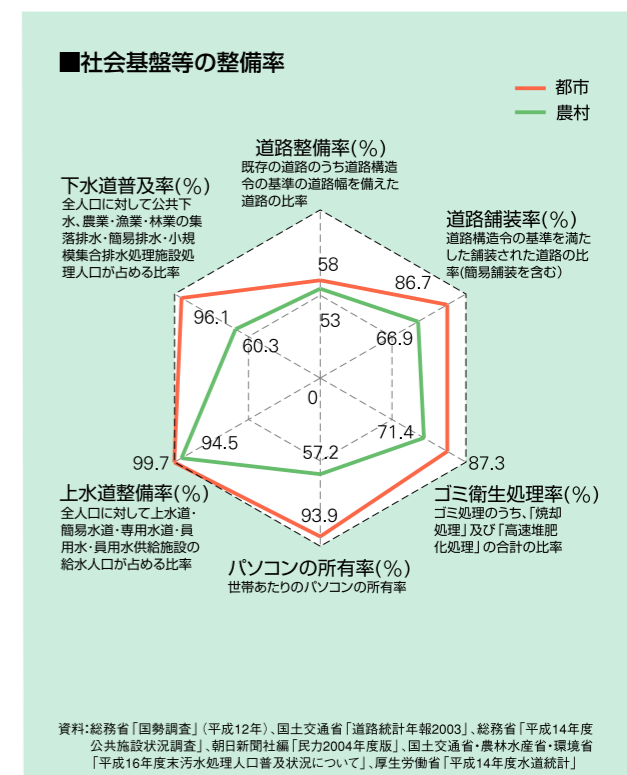 ■社会基盤等の整備率
都市
農村
道路整備率(%)
既存の道路のうち道路構造
令の基準の道路幅を備えた
道路の比率
下水道普及率(%)
全人口に対して公共下
水、農業・漁業・林業の集
落排水・簡易排水・小規
模集合排水処理施設処
理人口が占める比率
道路舗装率(%)
道路構造令の基準を満た
した舗装された道路の比
率(簡易舗装を含む)
58
86.7
96.1
53
60.3
66.9
0
71.4
94.5
57.2
99.7
87.3
93.9
上水道整備率(%)
全人口に対して上水道・
簡易水道・専用水道・員
用水・員用水供給施設の
給水人口が占める比率
ゴミ衛生処理率(%)
ゴミ処理のうち、「焼却
処理」及び「高速堆肥
化処理」の合計の比率
パソコンの所有率(%)
世帯あたりのパソコンの所有率
資料:総務省「国勢調査」(平成12年)、国土交通省「道路統計年報2003」、総務省「平成14年度
公共施設状況調査」、朝日新聞社編「民力2004年度版」、国土交通省・農林水産省・環境省
「平成16年度末汚水処理人口普及状況について」、厚生労働省「平成14年度水道統計」